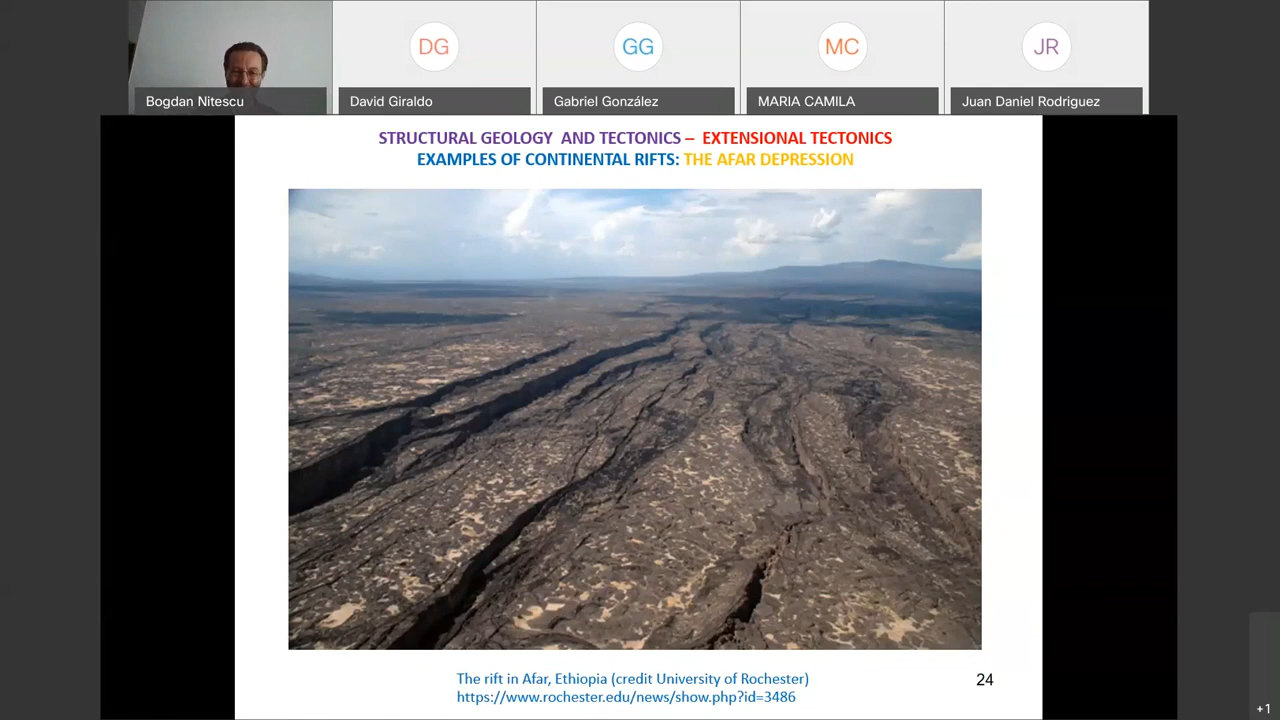 DG
GG
MC
JR
Bogdan Nitescu
David Giraldo
Gabriel González
MARIA CAMILA
Juan Daniel Rodriguez
STRUCTURAL GEOLOGY AND TECTONICS – EXTENSIONAL TECTONICS
EXAMPLES OF CONTINENTAL RIFTS: THE AFAR DEPRESSION
The rift in Afar, Ethiopia (credit University of Rochester)
https://www.rochester.edu/news/show.php?id=3486
24
+1